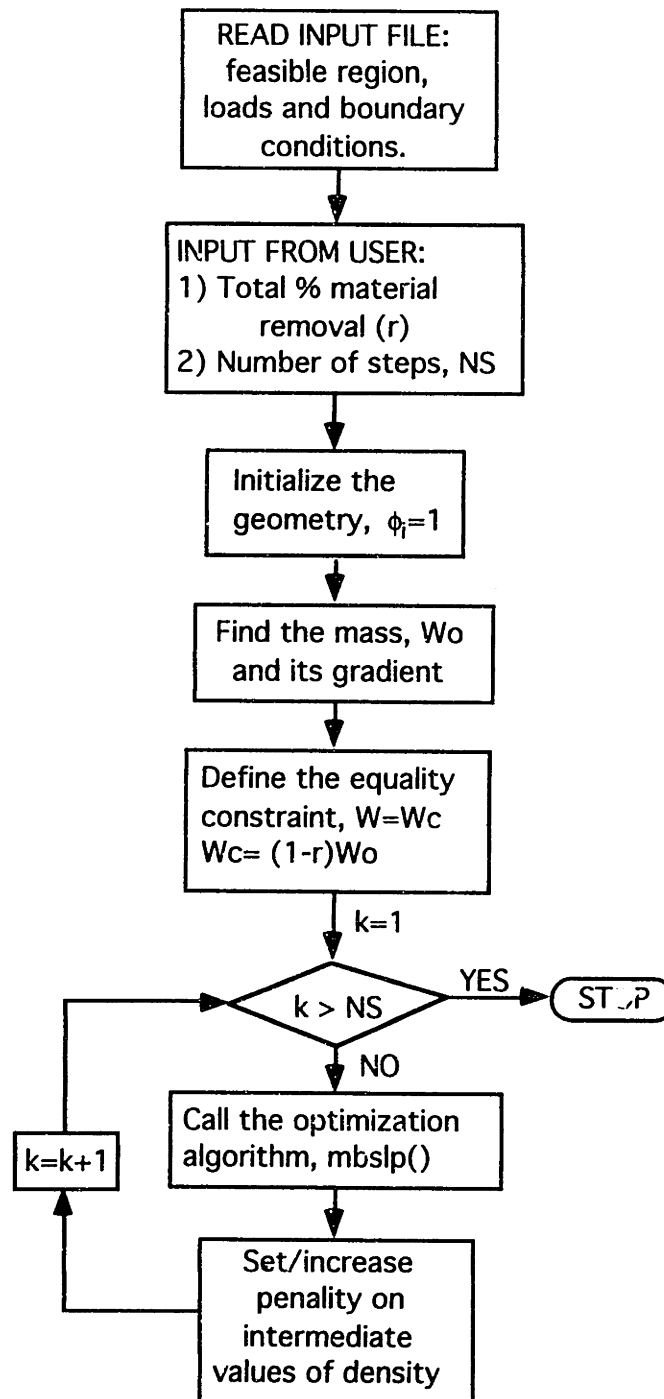 READ INPUT FILE:
feasible region,
loads and boundary
conditions.
INPUT FROM USER:
1) Total % material
removal (r)
2) Number of steps, NS
Initialize the
geometry, ϕi=1
Find the mass, Wo
and its gradient
Define the equality
constraint, W=Wc
Wc= (1-r)Wo
k=1
k > NS
YES
STOP
NO
Call the optimization
algorithm, mbslp()
k=k+1
Set/increase
penality on
intermediate
values of density